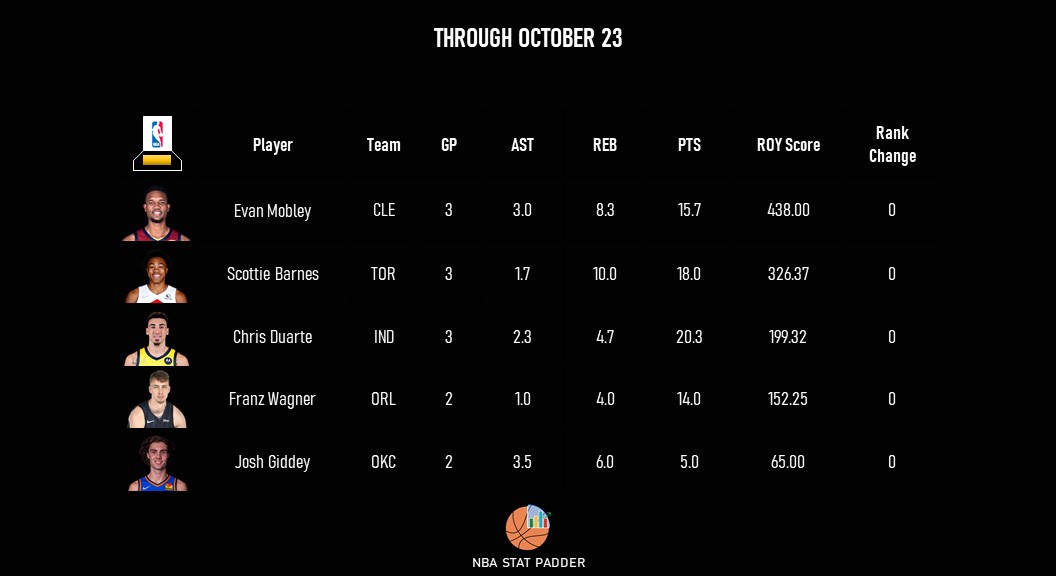 THROUGH OCTOBER 23
Player Team GP AST REB PTS ROY Score Rank Change
Evan Mobley CLE 3 3.0 8.3 15.7 438.00 0
Scottie Barnes TOR 3 1.7 10.0 18.0 326.37 0
Chris Duarte IND 3 2.3 4.7 20.3 199.32 0
Franz Wagner ORL 2 1.0 4.0 14.0 152.25 0
Josh Giddey OKC 2 3.5 6.0 5.0 65.00 0
NBA STAT PADDER